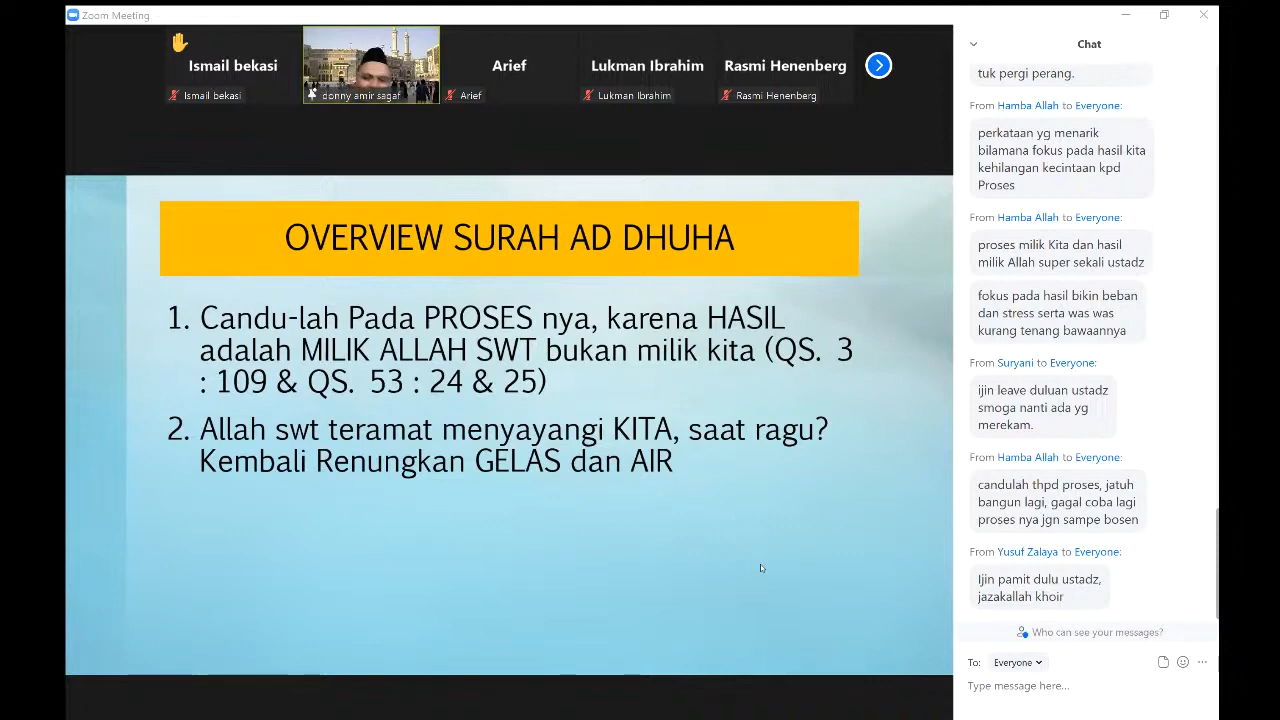 Zoom Meeting
Ismail bekasi
Arief
Lukman Ibrahim
Rasmi Henenberg
Ismail bekasi
donny amir sagaf
Arief
Lukman Ibrahim
Rasmi Henenberg
OVERVIEW SURAH AD DHUHA
1. Candu-lah Pada PROSES nya, karena HASIL
adalah MILIK ALLAH SWT bukan milik kita (QS. 3
: 109 & QS. 53 : 24 & 25)
2. Allah swt teramat menyayangi KITA, saat ragu?
Kembali Renungkan GELAS dan AIR
Chat
tuk pergi perang.
From Hamba Allah to Everyone:
perkataan yg menarik
bilamana fokus pada hasil kita
kehilangan kecintaan kpd
Proses
From Hamba Allah to Everyone:
proses milik Kita dan hasil
milik Allah super sekali ustadz
fokus pada hasil bikin beban
dan stress serta was was
kurang tenang bawaannya
From Suryani to Everyone:
ijin leave duluan ustadz
smoga nanti ada yg
merekam.
From Hamba Allah to Everyone:
candulah thpd proses, jatuh
bangun lagi, gagal coba lagi
proses nya jgn sampe bosen
From Yusuf Zalaya to Everyone:
Ijin pamit dulu ustadz,
jazakallah khoir
Who can see your messages?
To: Everyone
Type message here...